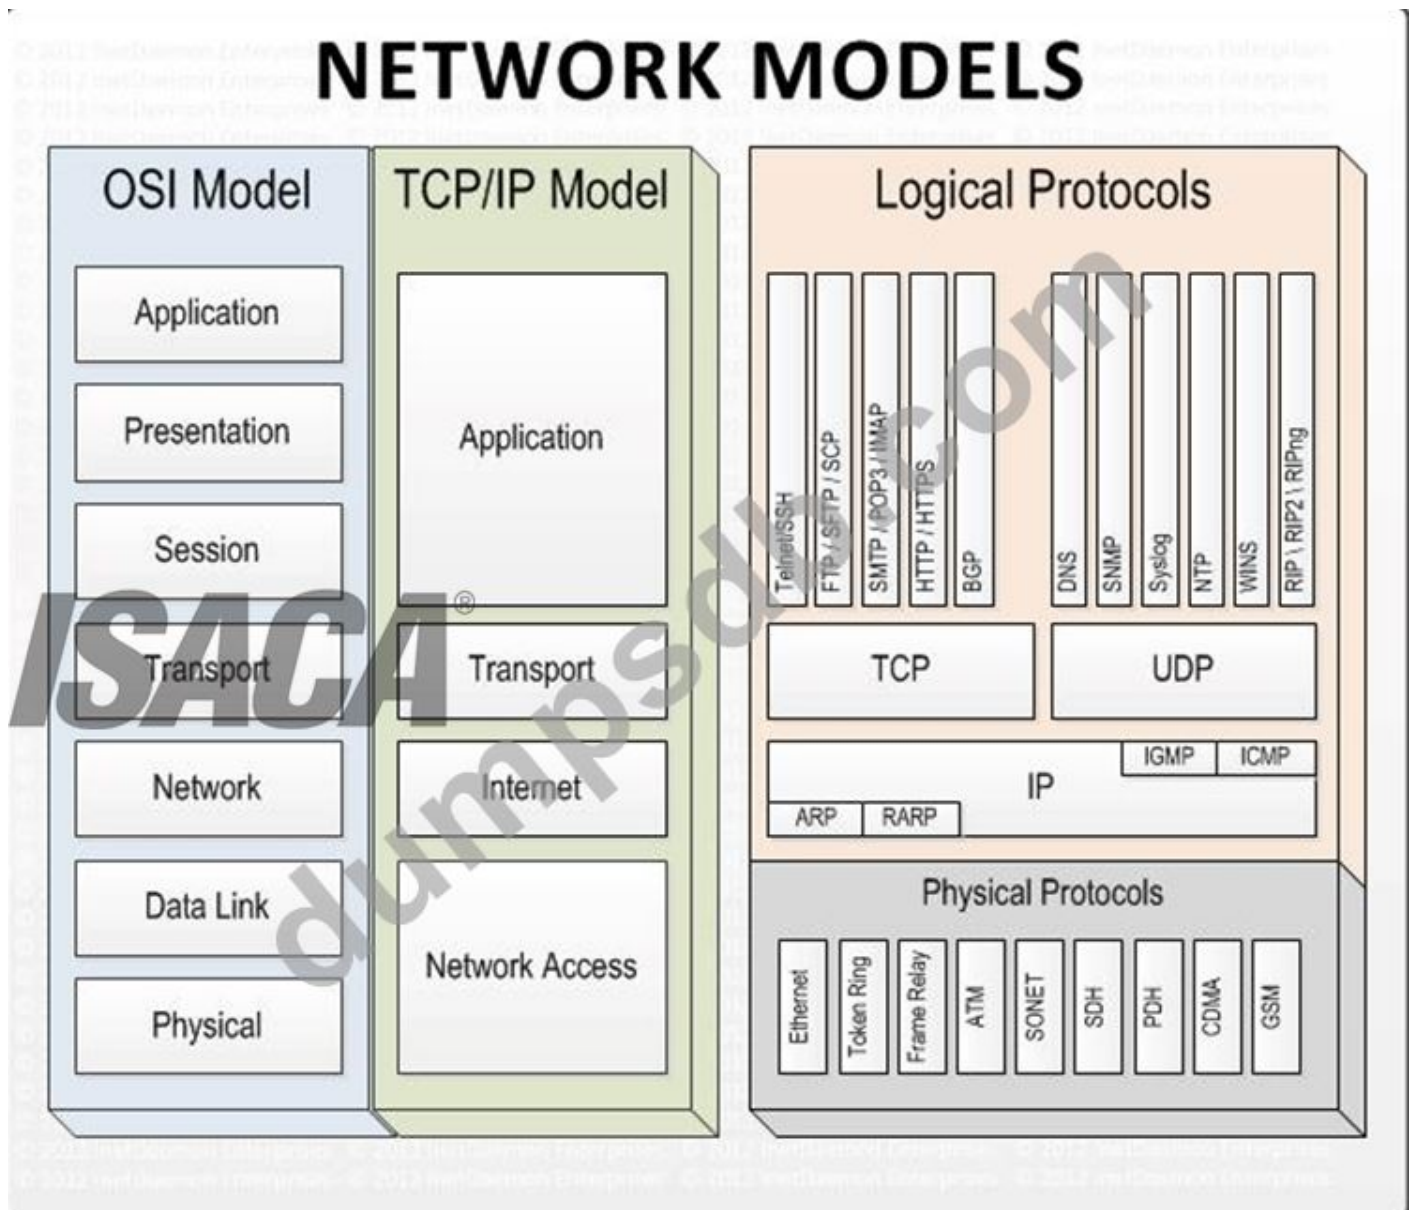 NETWORK MODELS
OSI Model
Application
Presentation
Session
Transport
Network
Data Link
Physical
TCP/IP Model
Application
Transport
Internet
Network Access
Logical Protocols
Telnet/SSH
FTP / SFTP / SCP
SMTP / POP3 / IMAP
HTTP / HTTPS
BGP
DNS
SNMP
Syslog
NTP
WINS
RIP \ RIP2 \ RIPng
TCP
UDP
IGMP
ICMP
IP
ARP
RARP
Physical Protocols
Ethernet
Token Ring
Frame Relay
ATM
SONET
SDH
PDH
CDMA
GSM
ISACA®
dumpsdb.com